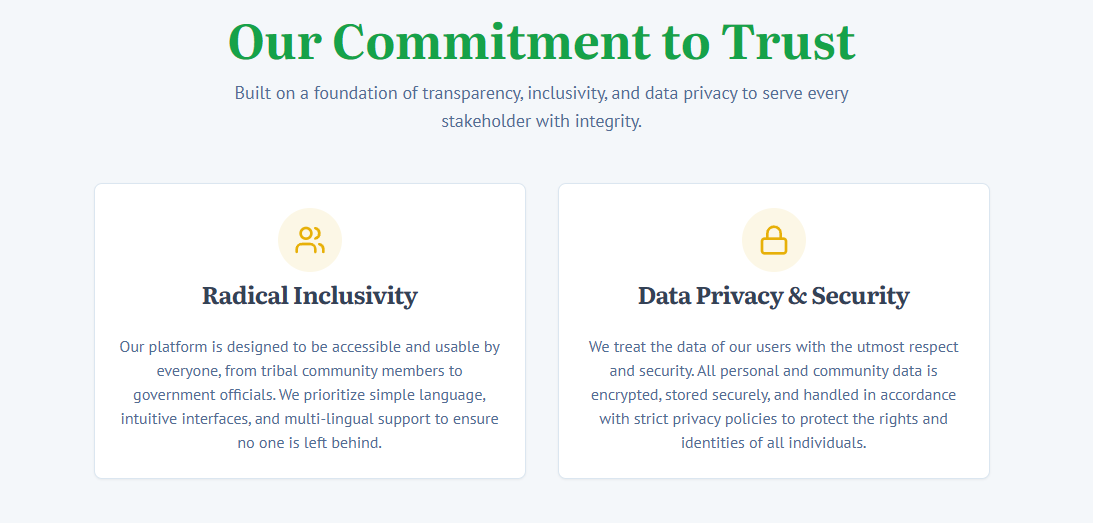 Our Commitment to Trust
Built on a foundation of transparency, inclusivity, and data privacy to serve every
stakeholder with integrity.
Radical Inclusivity
Our platform is designed to be accessible and usable by
everyone, from tribal community members to
government officials. We prioritize simple language,
intuitive interfaces, and multi-lingual support to ensure
no one is left behind.
Data Privacy & Security
We treat the data of our users with the utmost respect
and security. All personal and community data is
encrypted, stored securely, and handled in accordance
with strict privacy policies to protect the rights and
identities of all individuals.